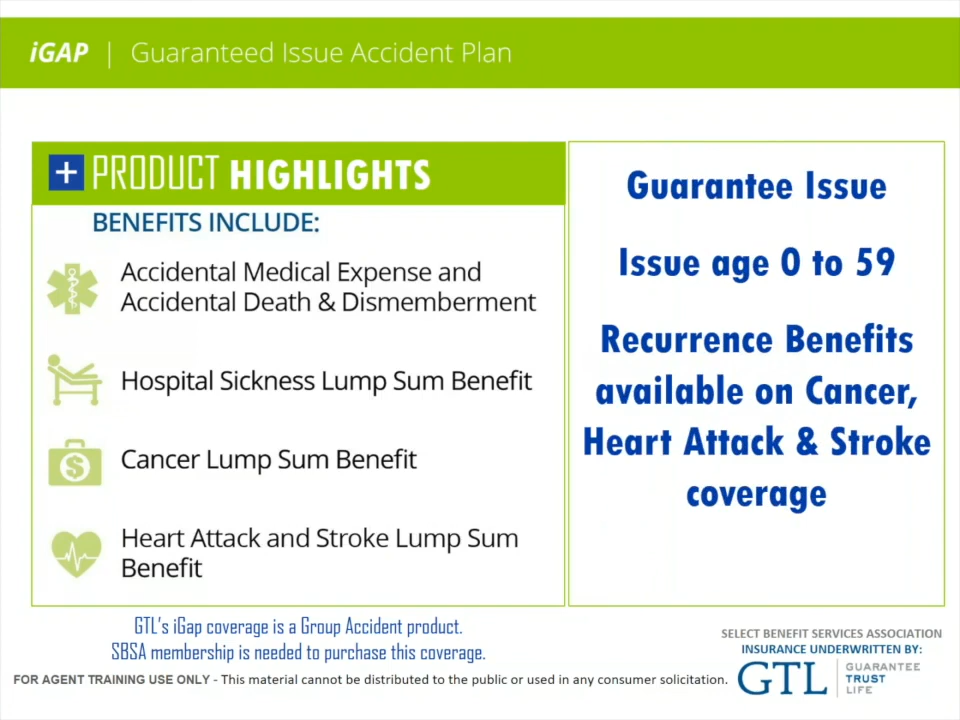 iGAP | Guaranteed Issue Accident Plan
+ PRODUCT HIGHLIGHTS
BENEFITS INCLUDE:
Accidental Medical Expense and
Accidental Death & Dismemberment
Hospital Sickness Lump Sum Benefit
$
Cancer Lump Sum Benefit
Heart Attack and Stroke Lump Sum
Benefit
Guarantee Issue
Issue age 0 to 59
Recurrence Benefits
available on Cancer,
Heart Attack & Stroke
coverage
GTL's iGap coverage is a Group Accident product.
SBSA membership is needed to purchase this coverage.
SELECT BENEFIT SERVICES ASSOCIATION
INSURANCE UNDERWRITTEN BY:
GTL
GUARANTEE
TRUST
LIFE
FOR AGENT TRAINING USE ONLY - This material cannot be distributed to the public or used in any consumer solicitation.